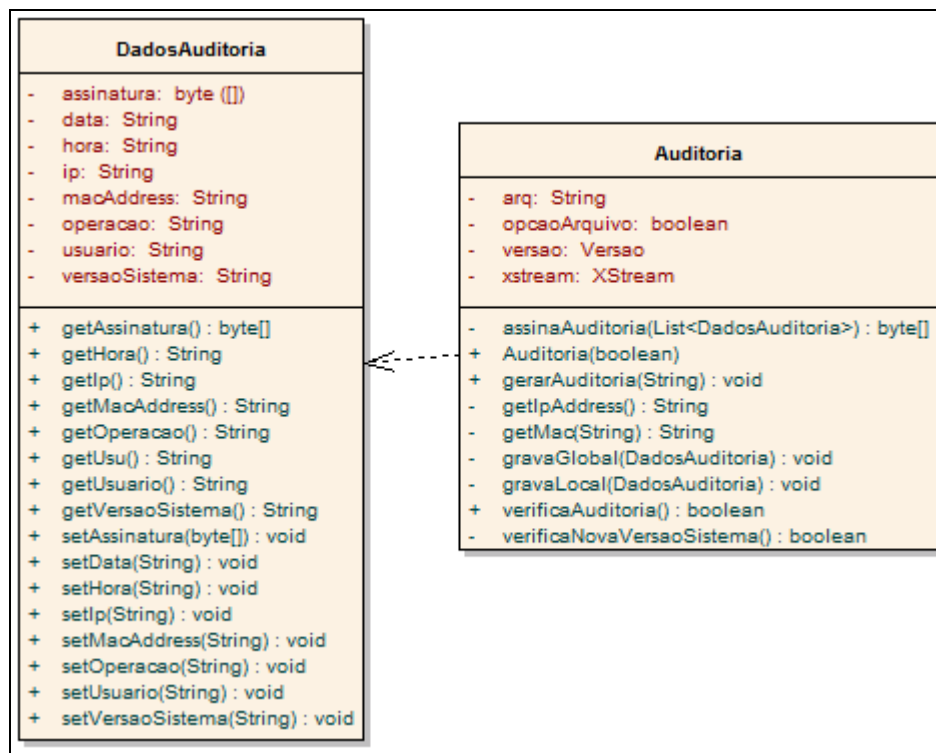 DadosAuditoria
- assinatura: byte ([])
- data: String
- hora: String
- ip: String
- macAddress: String
- operacao: String
- usuario: String
- versaoSistema: String
+ getAssinatura() : byte[]
+ getHora() : String
+ getIp() : String
+ getMacAddress() : String
+ getOperacao() : String
+ getUsu() : String
+ getUsuario() : String
+ getVersaoSistema() : String
+ setAssinatura(byte[]) : void
+ setData(String) : void
+ setHora(String) : void
+ setIp(String) : void
+ setMacAddress(String) : void
+ setOperacao(String) : void
+ setUsuario(String) : void
+ setVersaoSistema(String) : void
Auditoria
- arq: String
- opcaoArquivo: boolean
- versao: Versao
- xstream: XStream
- assinaAuditoria(List<DadosAuditoria>) : byte[]
+ Auditoria(boolean)
+ gerarAuditoria(String) : void
- getIpAddress() : String
- getMac(String) : String
- gravaGlobal(DadosAuditoria) : void
- gravaLocal(DadosAuditoria) : void
+ verificaAuditoria() : boolean
- verificaNovaVersaoSistema() : boolean